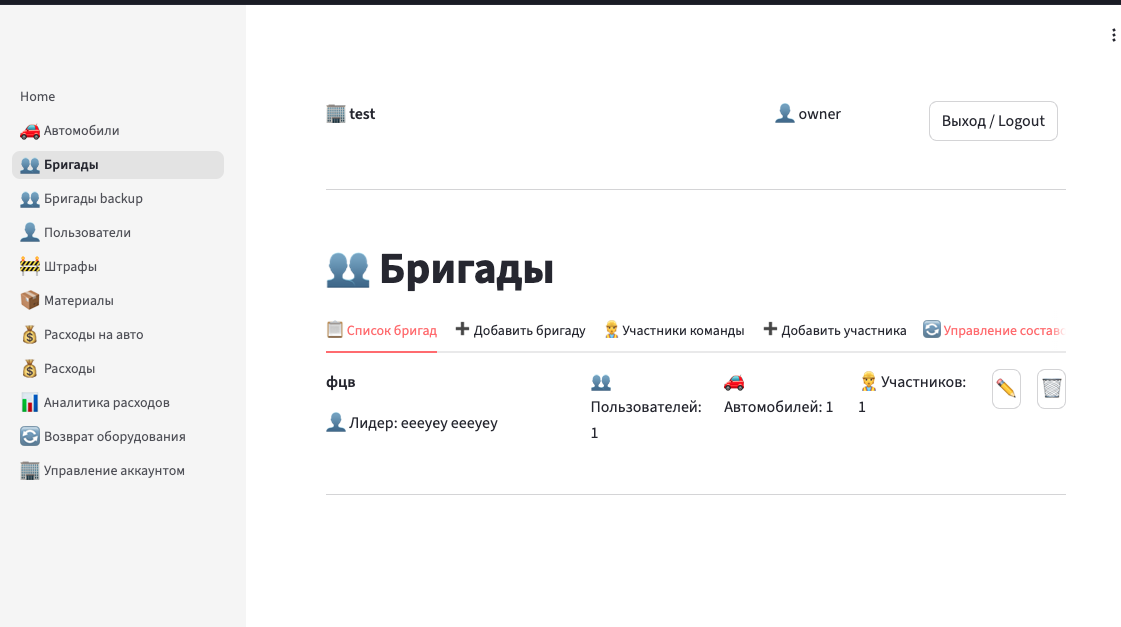 Home
Автомобили
Бригады
Бригады backup
Пользователи
Штрафы
Материалы
Расходы на авто
Расходы
Аналитика расходов
Возврат оборудования
Управление аккаунтом
test
owner
Выход / Logout
Бригады
Список бригад
Добавить бригаду
Участники команды
Добавить участника
Управление состав
фцв
Лидер: eeeyey eeeyey
Пользователей:
1
Автомобилей: 1
Участников:
1